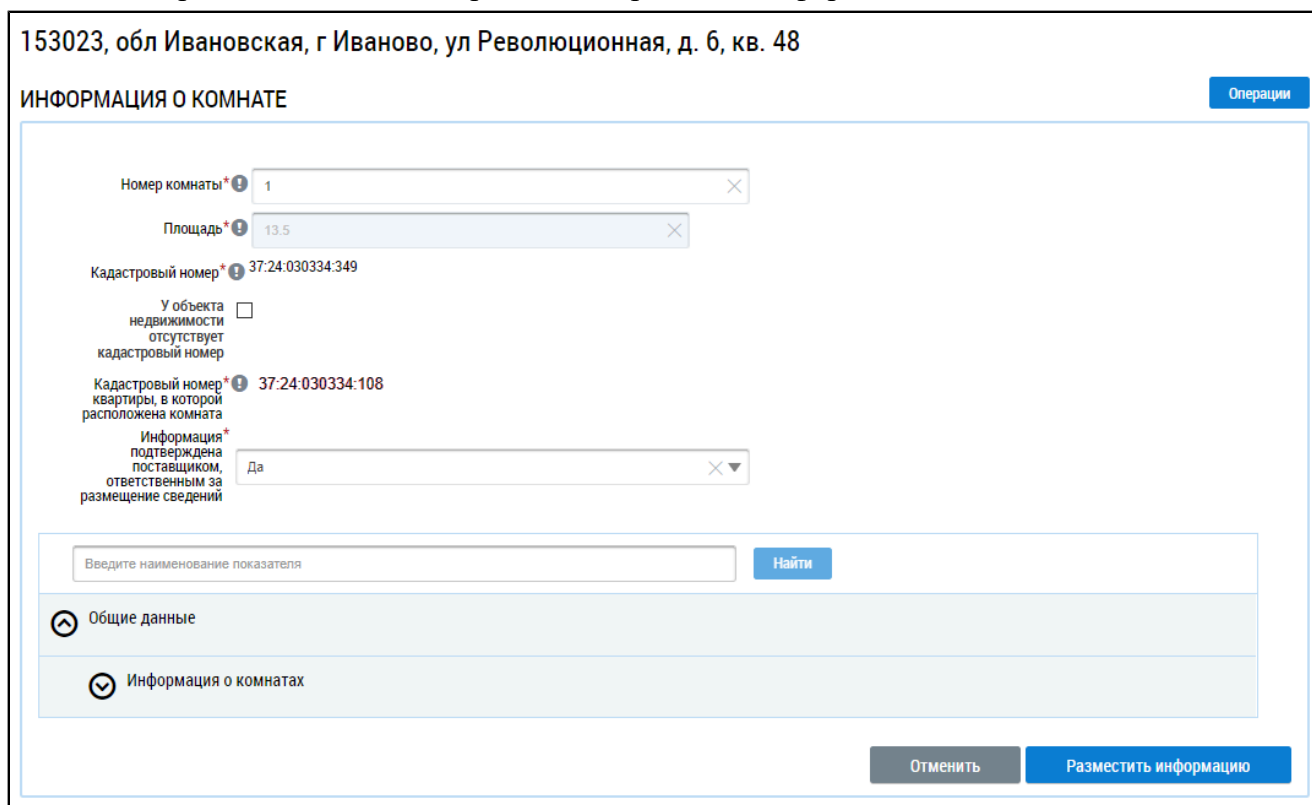 153023, обл Ивановская, г Иваново, ул Революционная, д. 6, кв. 48
ИНФОРМАЦИЯ О КОМНАТЕ
Операции
Номер комнаты*
1
Площадь*
13.5
Кадастровый номер*
37:24:030334:349
У объекта
недвижимости
отсутствует
кадастровый номер
Кадастровый номер*
37:24:030334:108
квартиры, в которой
расположена комната
Информация*
подтверждена
поставщиком,
ответственным за
размещение сведений
Да
Введите наименование показателя
Найти
Общие данные
Информация о комнатах
Отменить
Разместить информацию